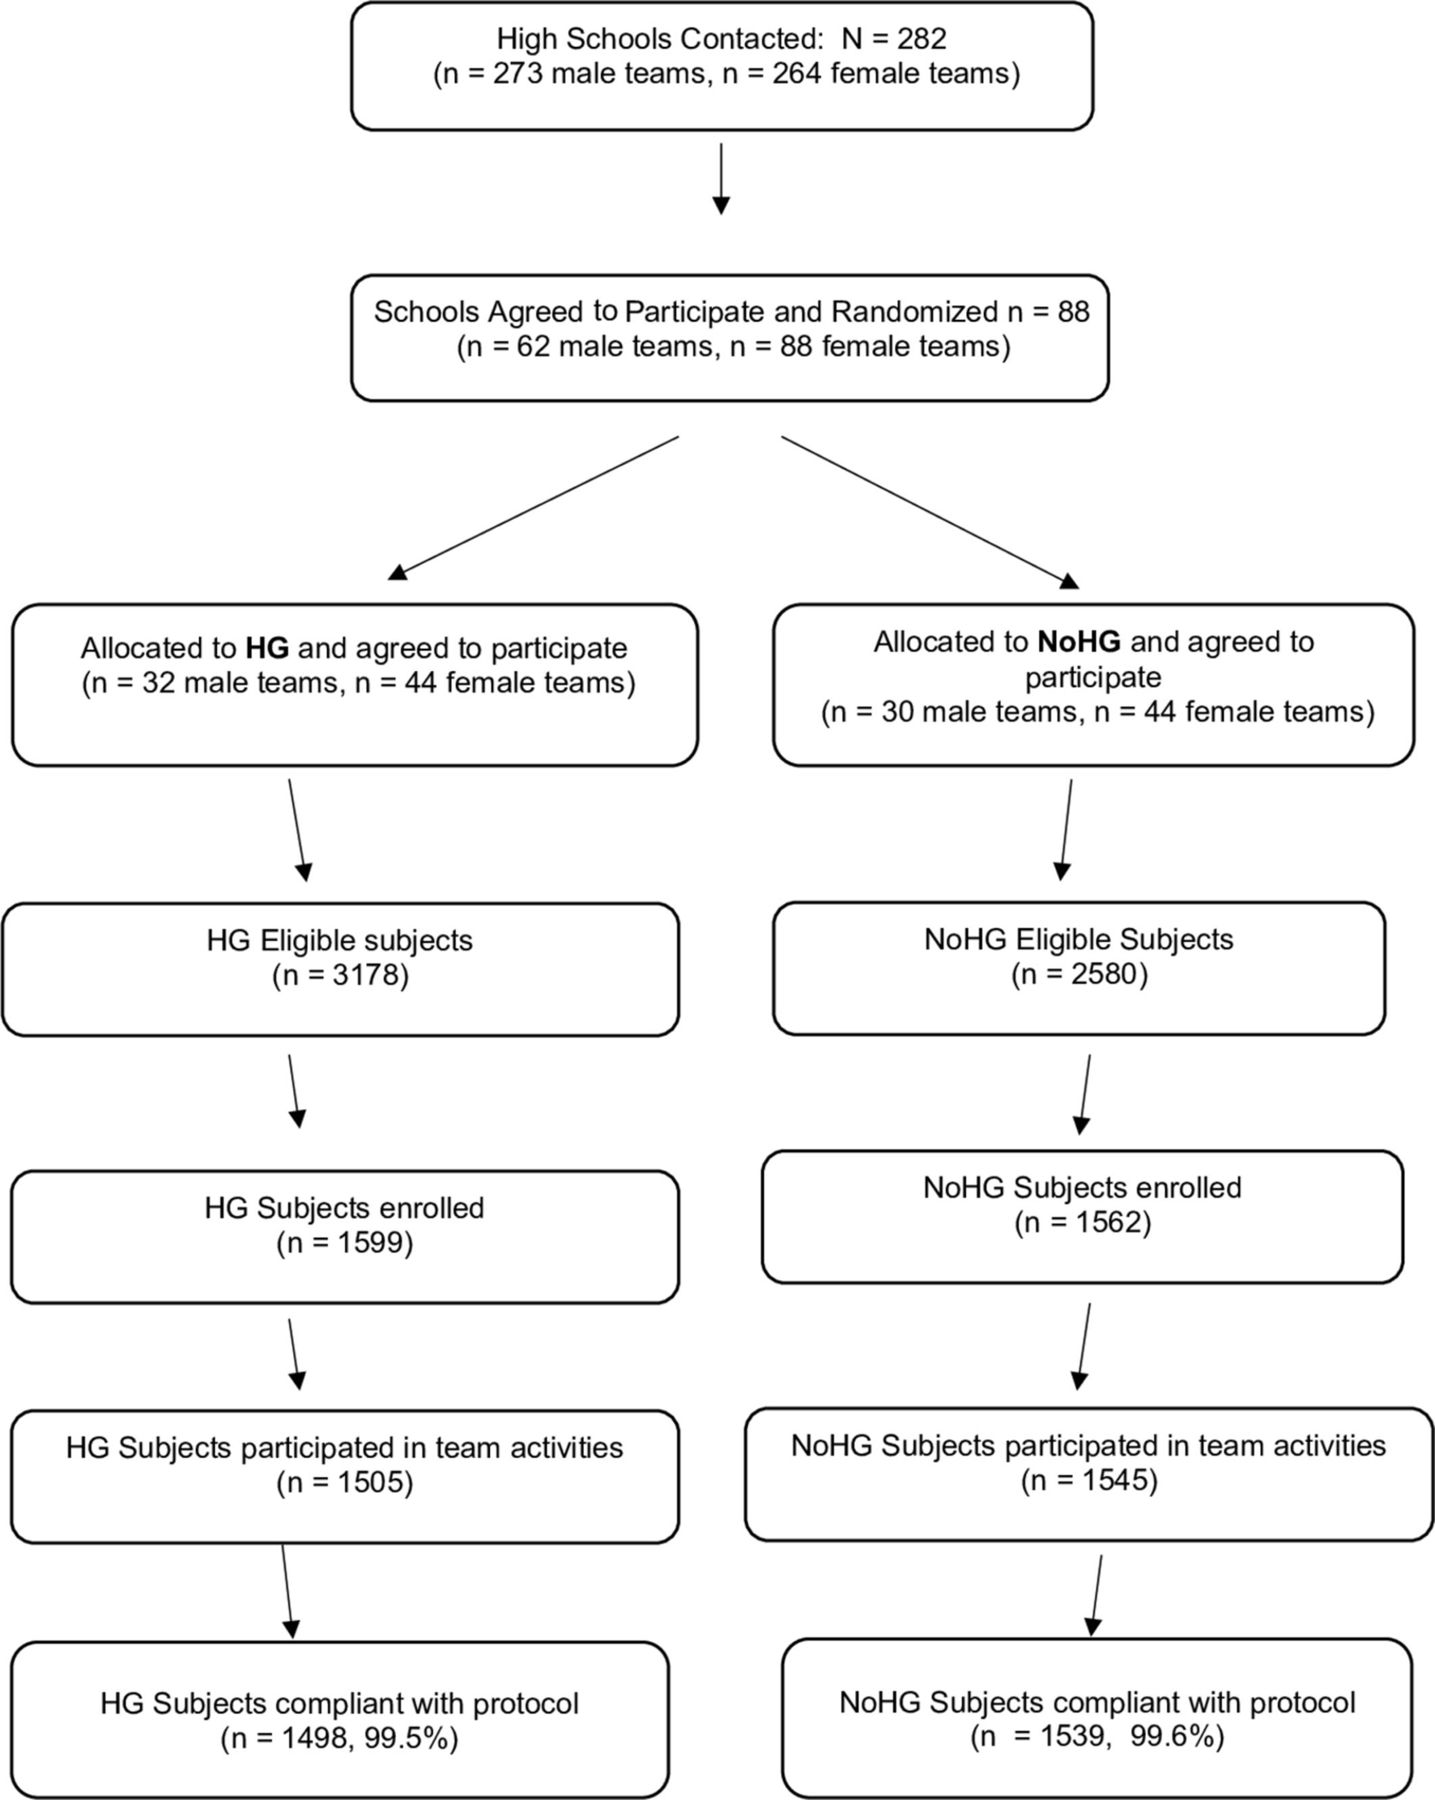 High Schools Contacted:  N = 282
(n = 273 male teams, n = 264 female teams)
Schools Agreed to Participate and Randomized n = 88
(n = 62 male teams, n = 88 female teams)
Allocated to HG and agreed to participate
(n = 32 male teams, n = 44 female teams)
Allocated to NoHG and agreed to
participate
(n = 30 male teams, n = 44 female teams)
HG Eligible subjects
(n = 3178)
NoHG Eligible Subjects
(n = 2580)
HG Subjects enrolled
(n = 1599)
NoHG Subjects enrolled
(n = 1562)
HG Subjects participated in team activities
(n = 1505)
NoHG Subjects participated in team activities
(n = 1545)
HG Subjects compliant with protocol
(n = 1498, 99.5%)
NoHG Subjects compliant with protocol
(n  = 1539,  99.6%)